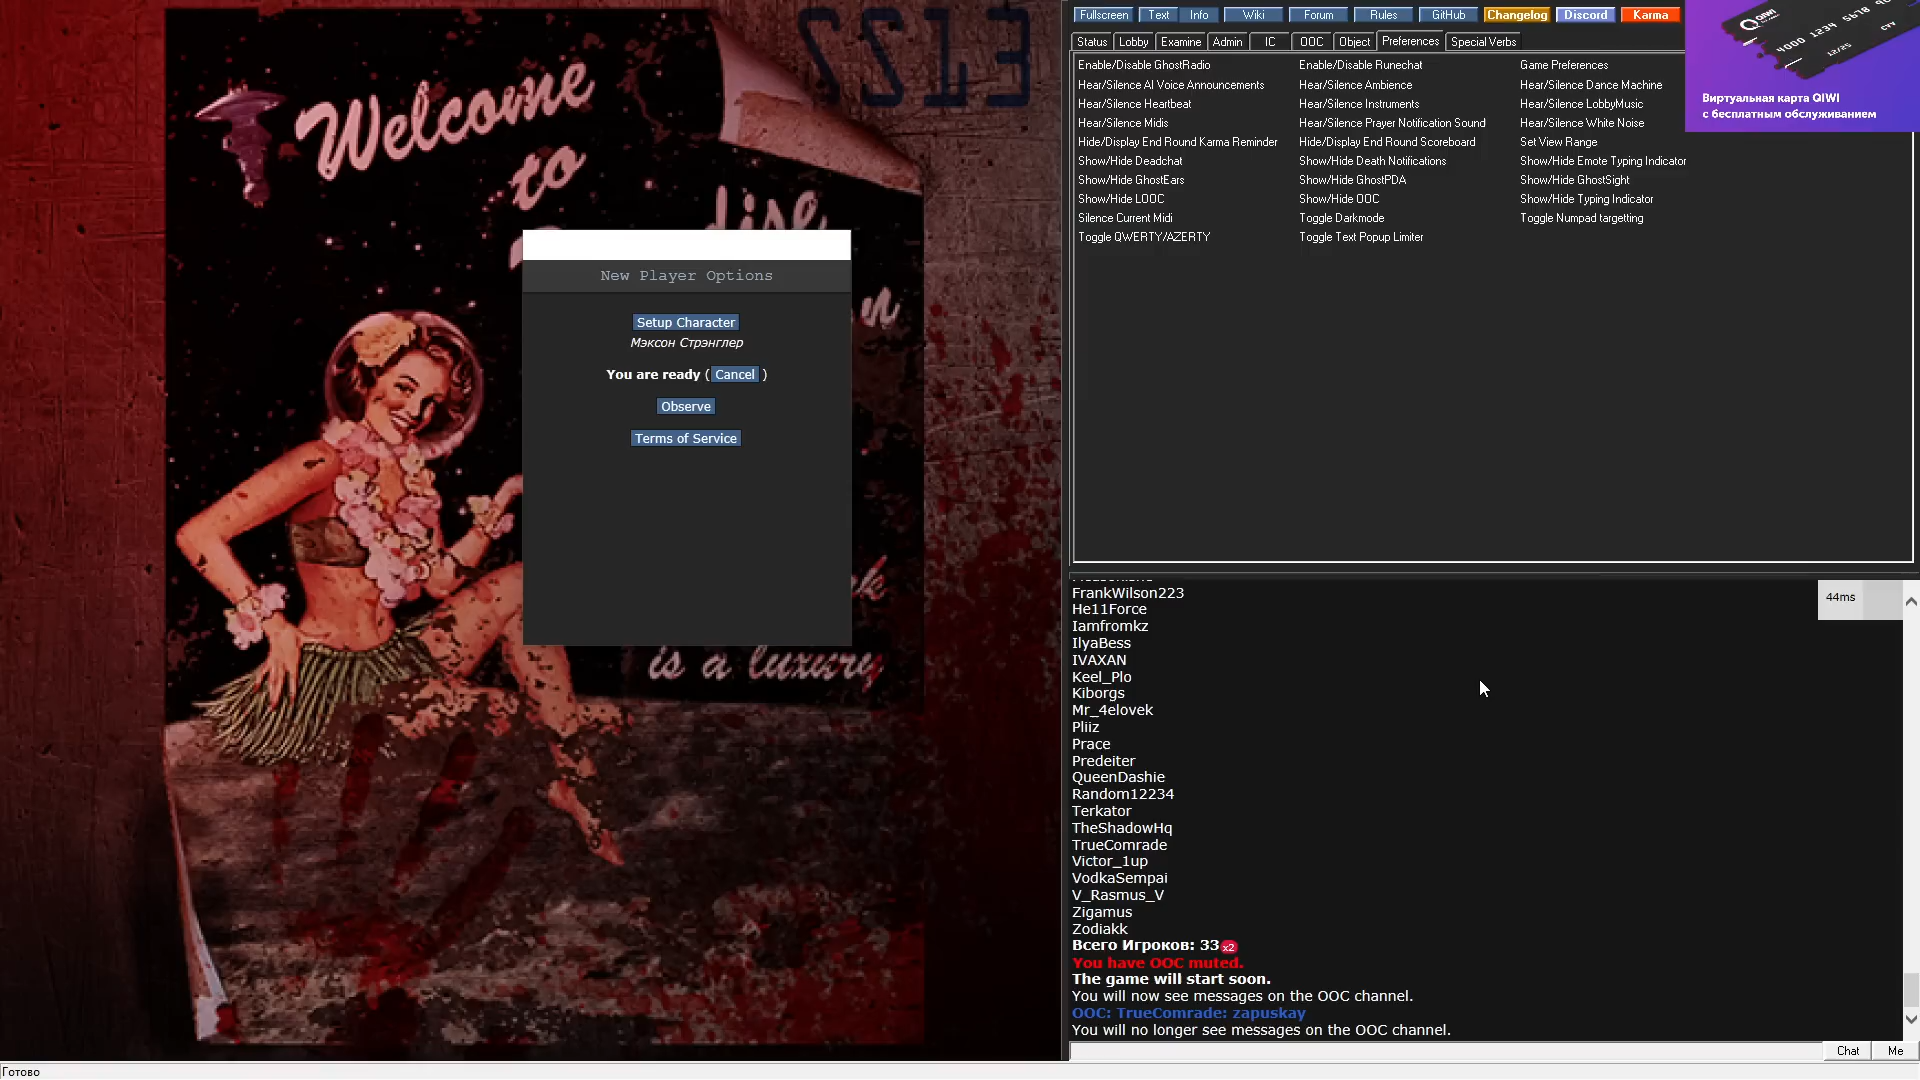 SS13
Welcome
to
dise
n
k
is a luxury
New Player Options
Setup Character
Мэксон Стрэнглер
You are ready ( Cancel )
Observe
Terms of Service
Fullscreen Text Info Wiki Forum Rules GitHub Changelog Discord Karma
Status Lobby Examine Admin IC OOC Object Preferences Special Verbs
Enable/Disable GhostRadio Enable/Disable Runechat Game Preferences
Hear/Silence AI Voice Announcements Hear/Silence Ambience Hear/Silence Dance Machine
Hear/Silence Heartbeat Hear/Silence Instruments Hear/Silence LobbyMusic
Hear/Silence Midis Hear/Silence Prayer Notification Sound Hear/Silence White Noise
Hide/Display End Round Karma Reminder Hide/Display End Round Scoreboard Set View Range
Show/Hide Deadchat Show/Hide Death Notifications Show/Hide Emote Typing Indicator
Show/Hide GhostEars Show/Hide GhostPDA Show/Hide GhostSight
Show/Hide LOOC Show/Hide OOC Show/Hide Typing Indicator
Silence Current Midi Toggle Darkmode Toggle Numpad targetting
Toggle QWERTY/AZERTY Toggle Text Popup Limiter
QIWI
4000 1234 5678 90
12/25 CVV
Виртуальная карта QIWI
с бесплатным обслуживанием
44ms
FrankWilson223
He11Force
Iamfromkz
IlyaBess
IVAXAN
Keel_Plo
Kiborgs
Mr_4elovek
Pliiz
Prace
Predeiter
QueenDashie
Random12234
Terkator
TheShadowHq
TrueComrade
Victor_1up
VodkaSempai
V_Rasmus_V
Zigamus
Zodiakk
Всего Игроков: 33 x2
You have OOC muted.
The game will start soon.
You will now see messages on the OOC channel.
OOC: TrueComrade: zapuskay
You will no longer see messages on the OOC channel.
Chat Me
Готово